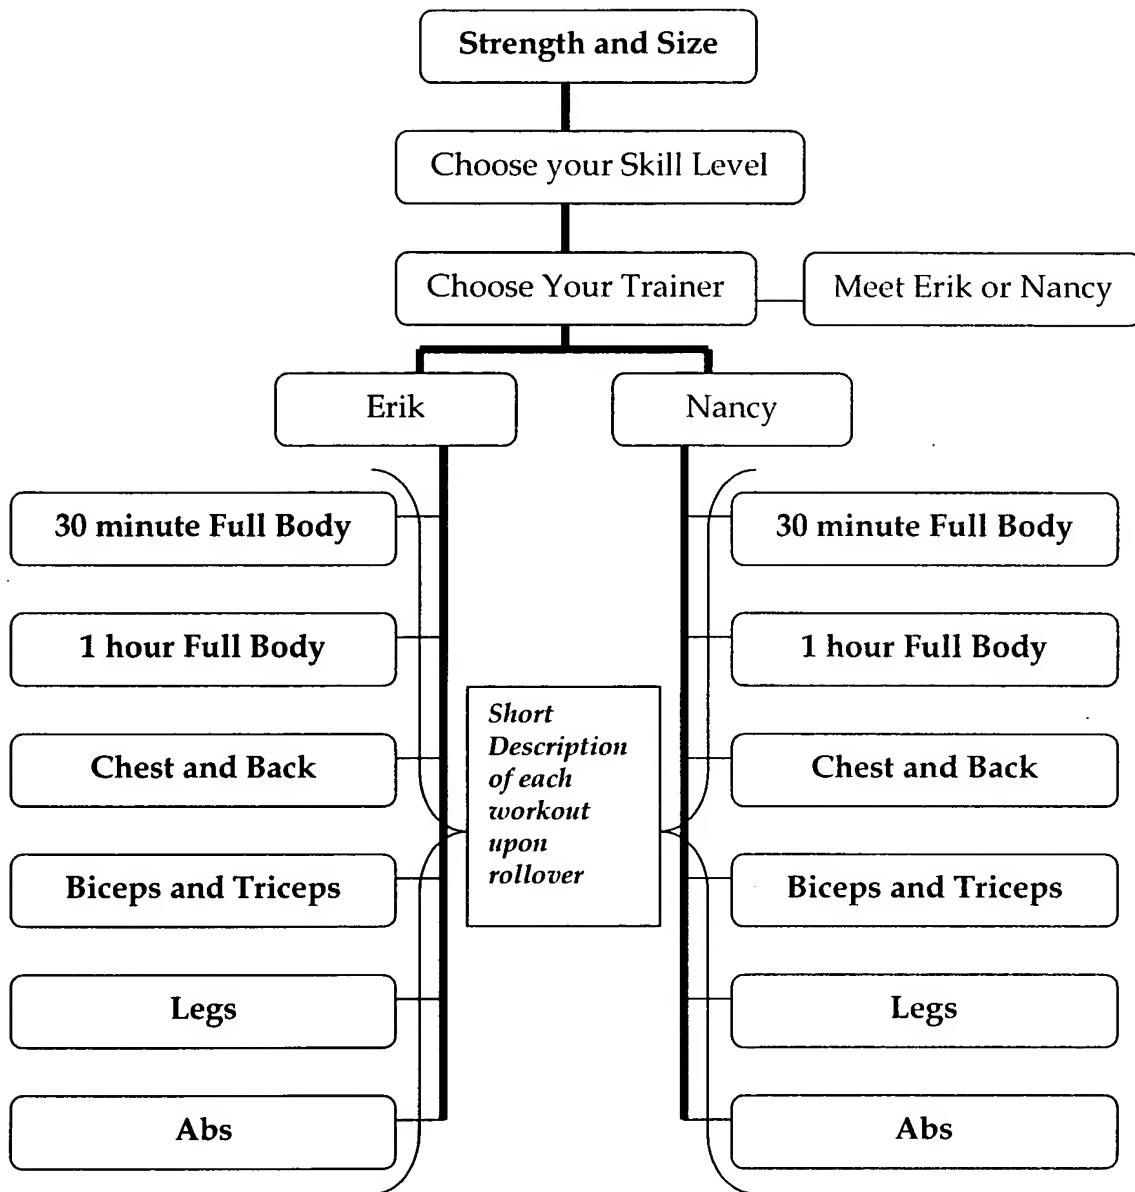 Strength and Size
Choose your Skill Level
Choose Your Trainer
Meet Erik or Nancy
Erik
Nancy
30 minute Full Body
30 minute Full Body
1 hour Full Body
1 hour Full Body
Short
Description
of each
workout
upon
rollover
Chest and Back
Chest and Back
Biceps and Triceps
Biceps and Triceps
Legs
Legs
Abs
Abs